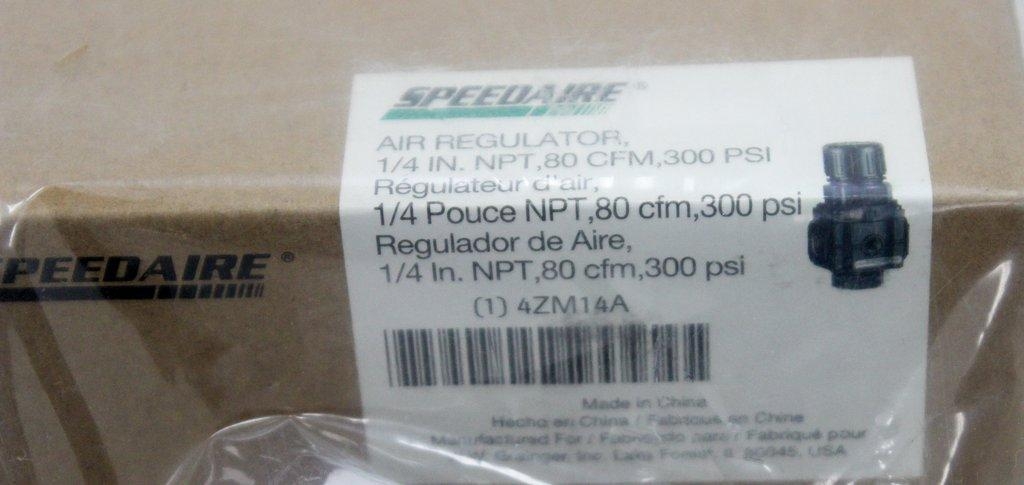 SPEEDAIRE®
AIR REGULATOR,
1/4 IN. NPT,80 CFM,300 PSI
Régulateur d'air,
1/4 Pouce NPT,80 cfm,300 psi
Regulador de Aire,
1/4 In. NPT,80 cfm,300 psi
(1) 4ZM14A
Made in China
Hecho en China / Fabriqué en Chine
Manufactured For / Fabricado para / Fabriqué pour
W. Grainger, Inc. Lake Forest, IL 60045, USA
PEEDAIRE®